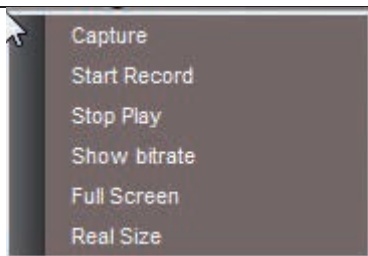 Capture
Start Record
Stop Play
Show bitrate
Full Screen
Real Size